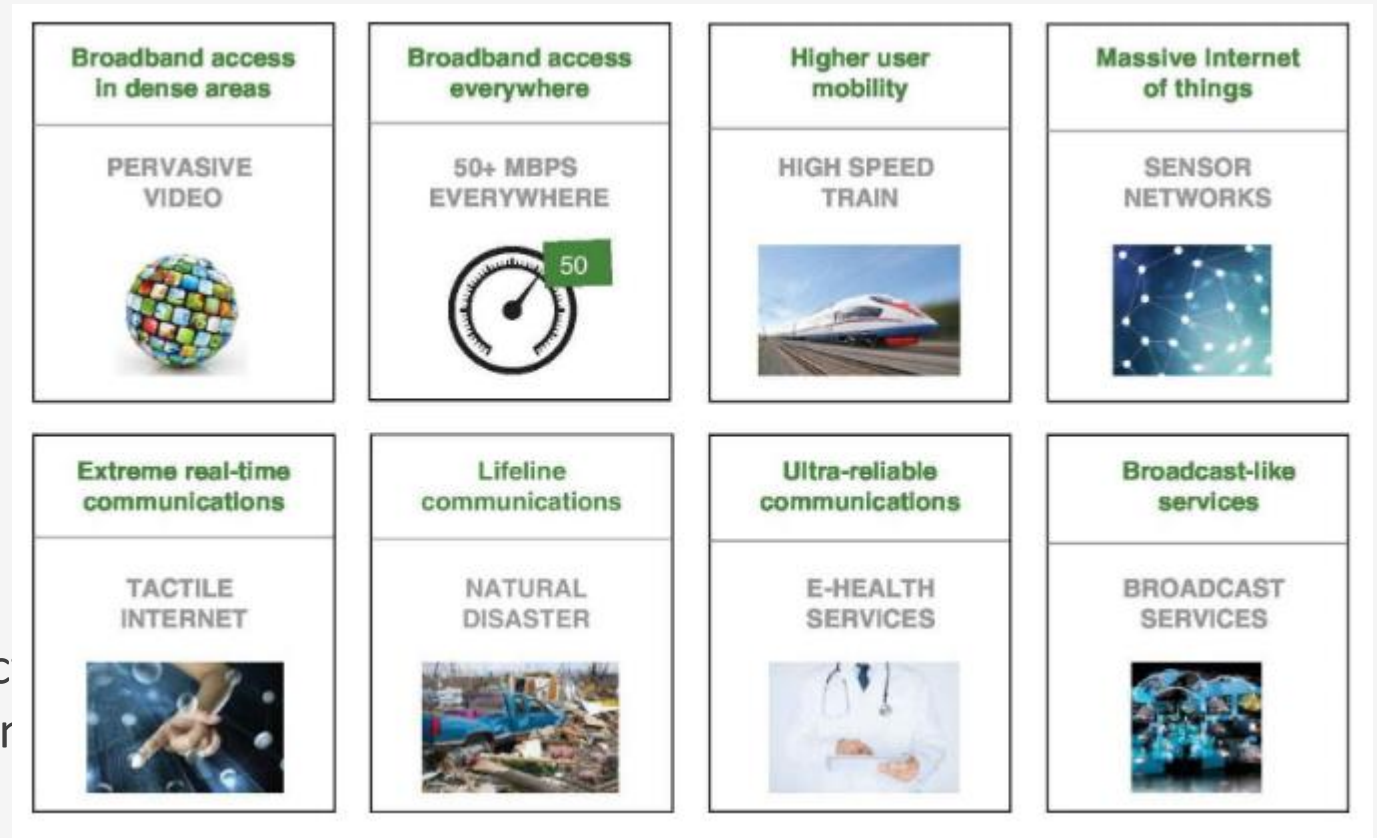 Broadband access
in dense areas
PERVASIVE
VIDEO
Broadband access
everywhere
50+ MBPS
EVERYWHERE
50
Higher user
mobility
HIGH SPEED
TRAIN
Massive Internet
of things
SENSOR
NETWORKS
Extreme real-time
communications
TACTILE
INTERNET
Lifeline
communications
NATURAL
DISASTER
Ultra-reliable
communications
E-HEALTH
SERVICES
Broadcast-like
services
BROADCAST
SERVICES